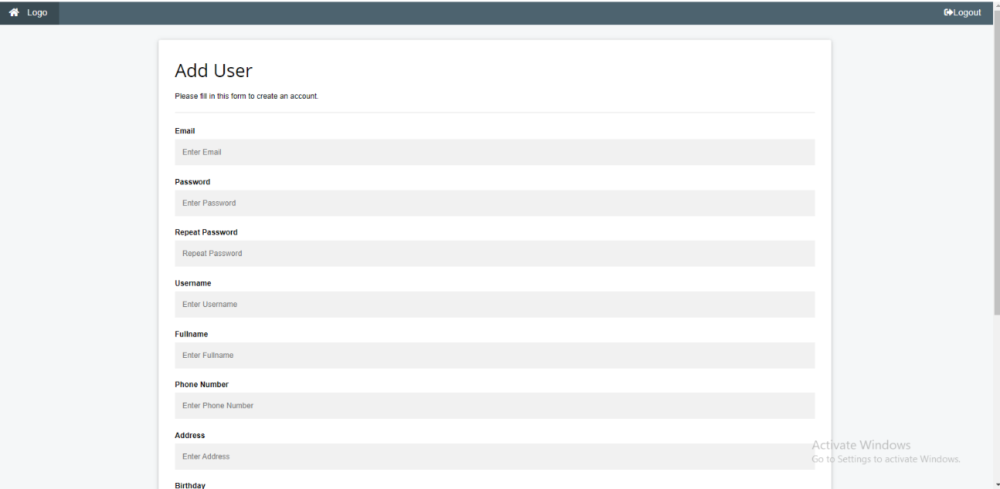 Logo
Logout
Add User
Please fill in this form to create an account.
Email
Enter Email
Password
Enter Password
Repeat Password
Repeat Password
Username
Enter Username
Fullname
Enter Fullname
Phone Number
Enter Phone Number
Address
Enter Address
Birthday
Activate Windows
Go to Settings to activate Windows.